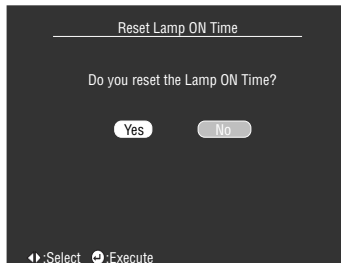 Reset Lamp ON Time
Do you reset the Lamp ON Time?
Yes No
:Select :Execute